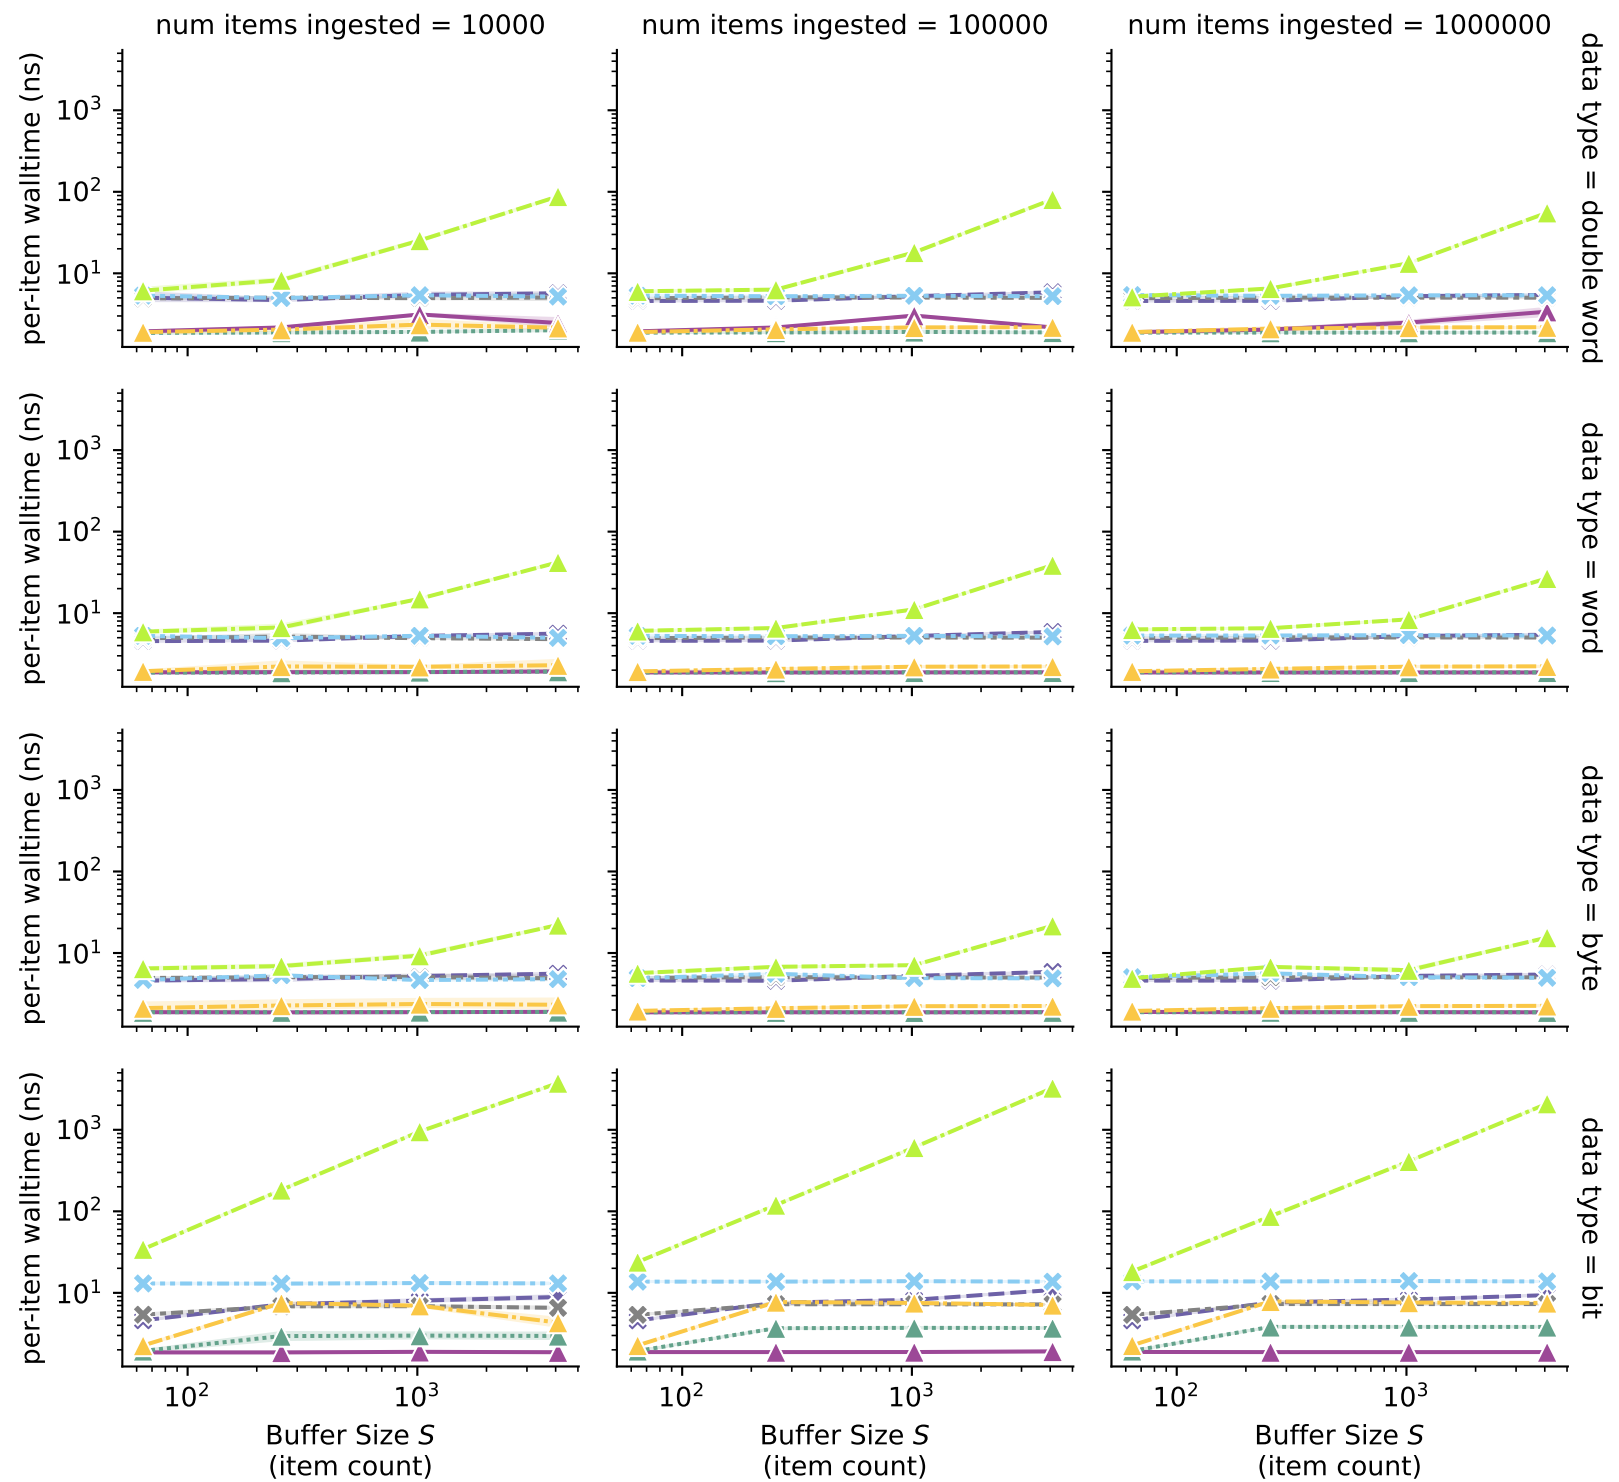 num items ingested = 10000
num items ingested = 100000
num items ingested = 1000000
per-item walltime (ns)
10³
10²
10¹
data type = double word
per-item walltime (ns)
10³
10²
10¹
data type = word
per-item walltime (ns)
10³
10²
10¹
data type = byte
per-item walltime (ns)
10³
10²
10¹
data type = bit
10² 10³
10² 10³
10² 10³
Buffer Size S
(item count)
Buffer Size S
(item count)
Buffer Size S
(item count)